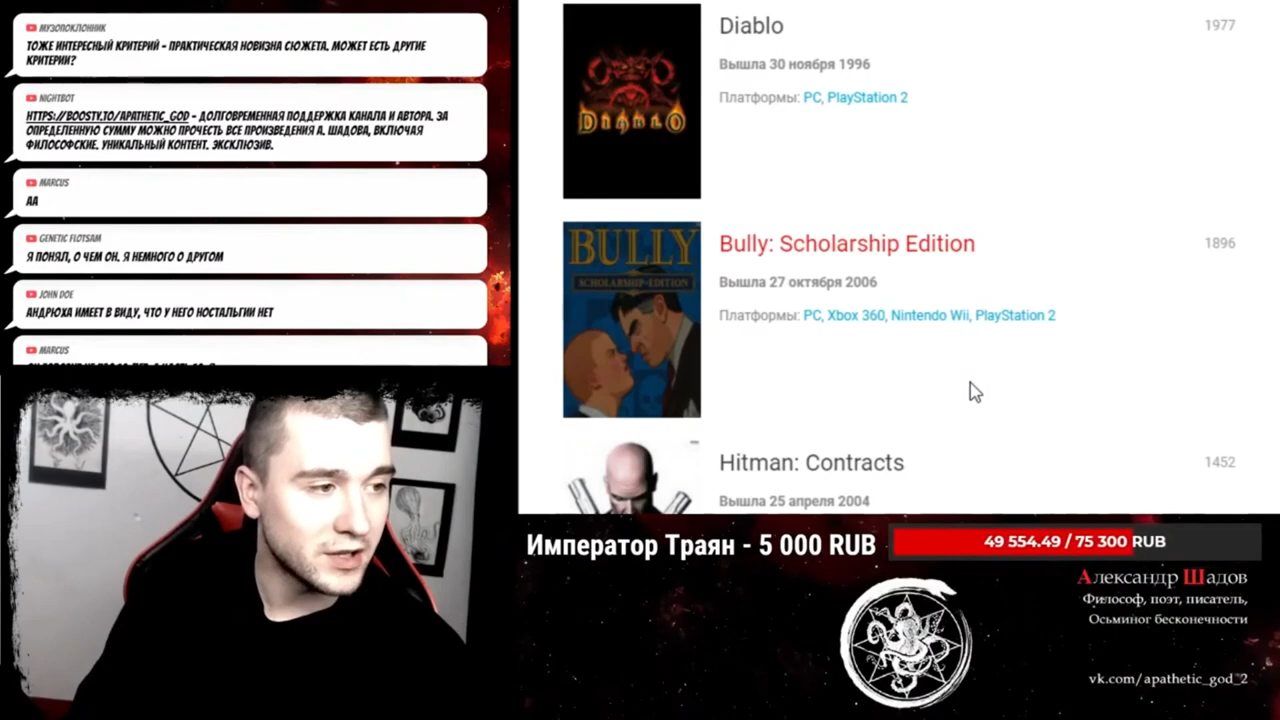 МУЗОПОКЛОННИК
ТОЖЕ ИНТЕРЕСНЫЙ КРИТЕРИЙ - ПРАКТИЧЕСКАЯ НОВИЗНА СЮЖЕТА. МОЖЕТ ЕСТЬ ДРУГИЕ
КРИТЕРИИ?
NIGHTBOT
HTTPS://BOOSTY.TO/APATHETIC_GOD - ДОЛГОВРЕМЕННАЯ ПОДДЕРЖКА КАНАЛА И АВТОРА. ЗА
ОПРЕДЕЛЕННУЮ СУММУ МОЖНО ПРОЧЕСТЬ ВСЕ ПРОИЗВЕДЕНИЯ А. ШАДОВА, ВКЛЮЧАЯ
ФИЛОСОФСКИЕ. УНИКАЛЬНЫЙ КОНТЕНТ. ЭКСКЛЮЗИВ.
MARCUS
АА
GENETIC FLOTSAM
Я ПОНЯЛ, О ЧЕМ ОН. Я НЕМНОГО О ДРУГОМ
JOHN DOE
АНДРЮХА ИМЕЕТ В ВИДУ, ЧТО У НЕГО НОСТАЛЬГИИ НЕТ
MARCUS
DIABLO
Diablo
1977
Вышла 30 ноября 1996
Платформы: PC, PlayStation 2
BULLY
SCHOLARSHIP EDITION
Bully: Scholarship Edition
1896
Вышла 27 октября 2006
Платформы: PC, Xbox 360, Nintendo Wii, PlayStation 2
Hitman: Contracts
1452
Вышла 25 апреля 2004
Император Траян - 5 000 RUB
49 554.49 / 75 300 RUB
Александр Шадов
Философ, поэт, писатель,
Осьминог бесконечности
vk.com/apathetic_god_2